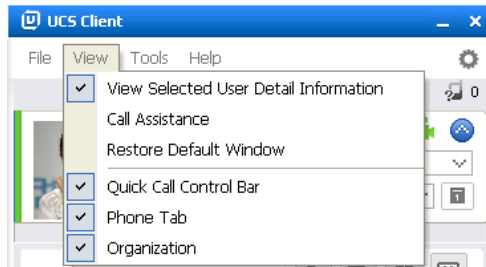 UCS Client
File View Tools Help
View Selected User Detail Information
0
Call Assistance
Restore Default Window
Quick Call Control Bar
1
Phone Tab
Organization